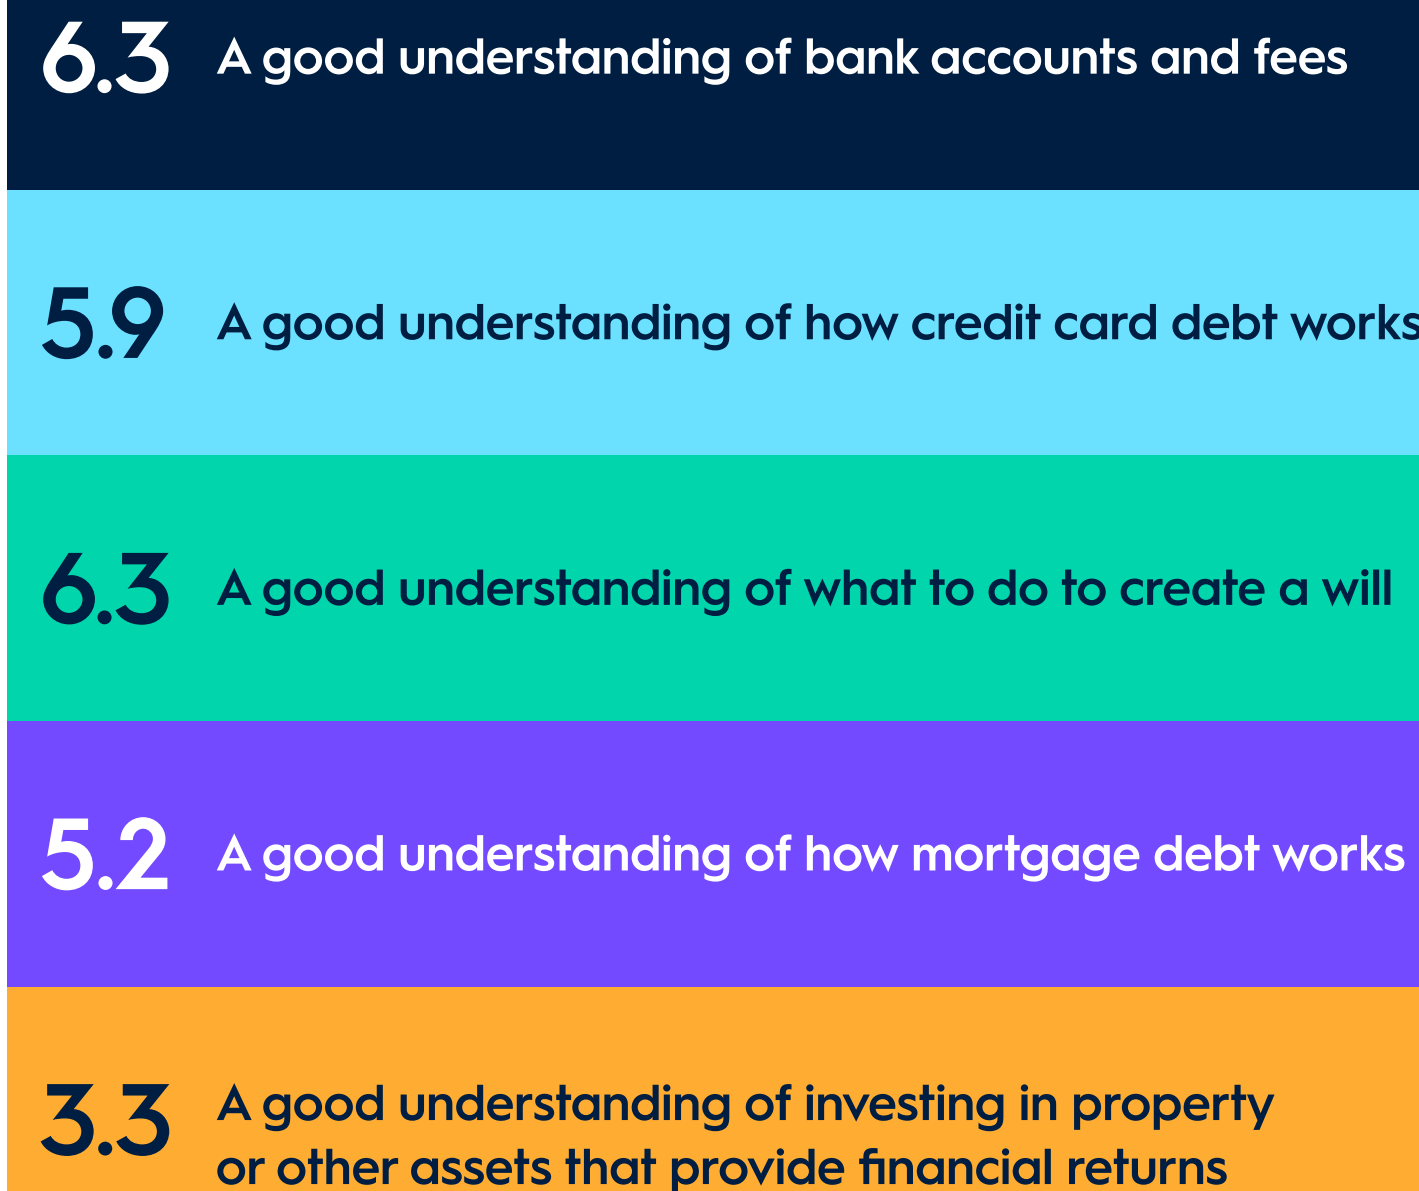 6.3 A good understanding of bank accounts and fees
5.9 A good understanding of how credit card debt works
6.3 A good understanding of what to do to create a will
5.2 A good understanding of how mortgage debt works
3.3 A good understanding of investing in property
or other assets that provide financial returns